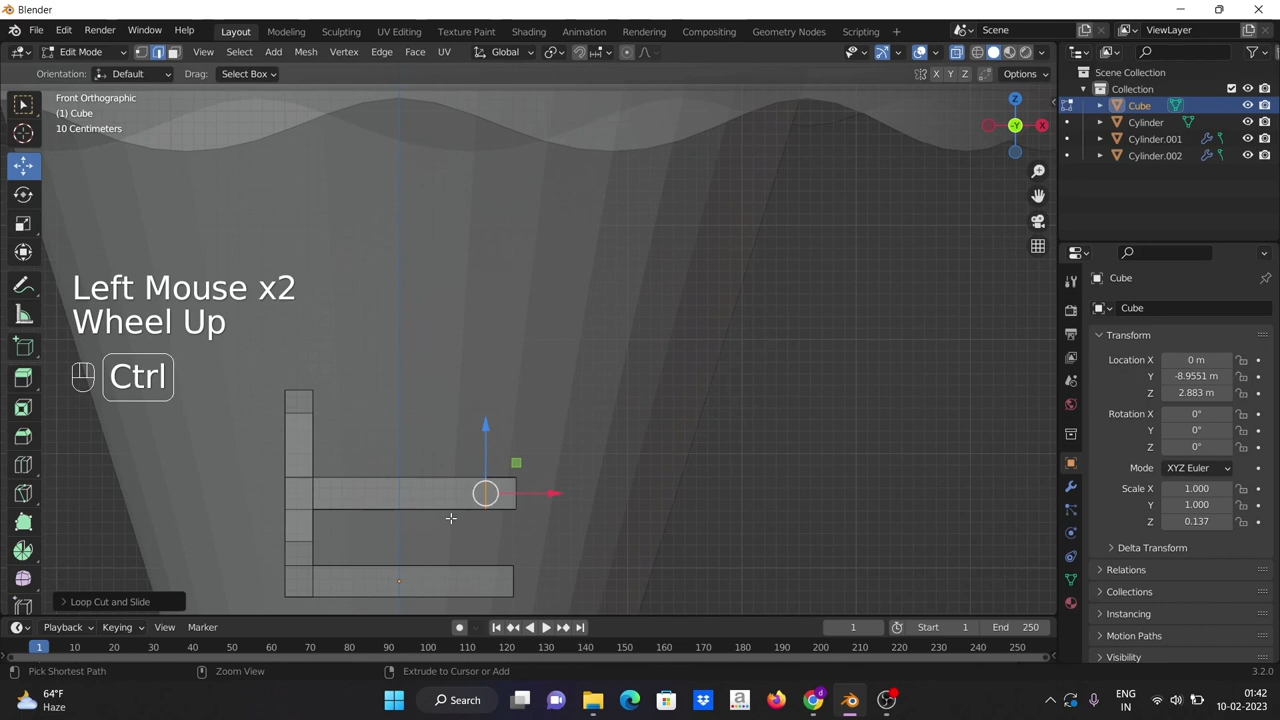 Blender
File Edit Render Window Help Layout Modeling Sculpting UV Editing Texture Paint Shading Animation Rendering Compositing Geometry Nodes Scripting + Scene ViewLayer
Edit Mode View Select Add Mesh Vertex Edge Face UV Global
Orientation: Default Drag: Select Box X Y Z Options
Front Orthographic
(1) Cube
10 Centimeters
Z
-Y
X
Scene Collection
Collection
Cube
Cylinder
Cylinder.001
Cylinder.002
Left Mouse x2
Wheel Up
Ctrl
Loop Cut and Slide
Cube
Cube
Transform
Location X 0 m
Y -8.9551 m
Z 2.883 m
Rotation X 0°
Y 0°
Z 0°
Mode XYZ Euler
Scale X 1.000
Y 1.000
Z 0.137
Delta Transform
Relations
Collections
Instancing
Motion Paths
Visibility
Playback Keying View Marker 1 Start 1 End 250
1 10 20 30 40 50 60 70 80 90 100 110 120 130 140 150 160 170 180 190 200 210 220 230 240 250
Pick Shortest Path Zoom View Extrude to Cursor or Add 3.2.0
64°F
Haze
Search
ENG
IN
01:42
10-02-2023